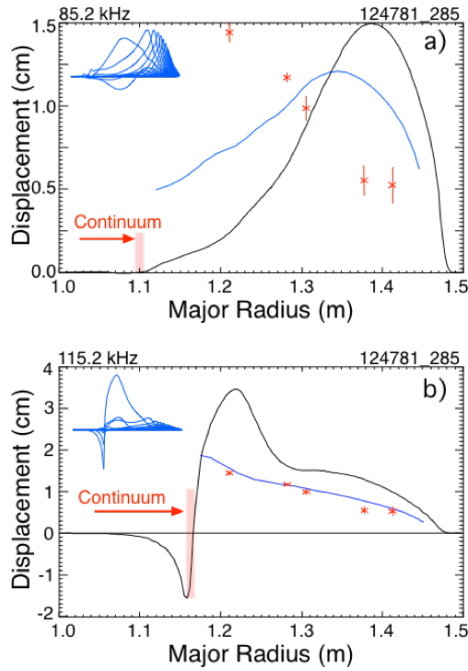 85.2 kHz 124781_285
a)
Displacement (cm)
1.5
1.0
0.5
0.0
Continuum
1.0 1.1 1.2 1.3 1.4 1.5
Major Radius (m)
115.2 kHz 124781_285
b)
Displacement (cm)
4
3
2
1
0
-1
-2
Continuum
1.0 1.1 1.2 1.3 1.4 1.5
Major Radius (m)